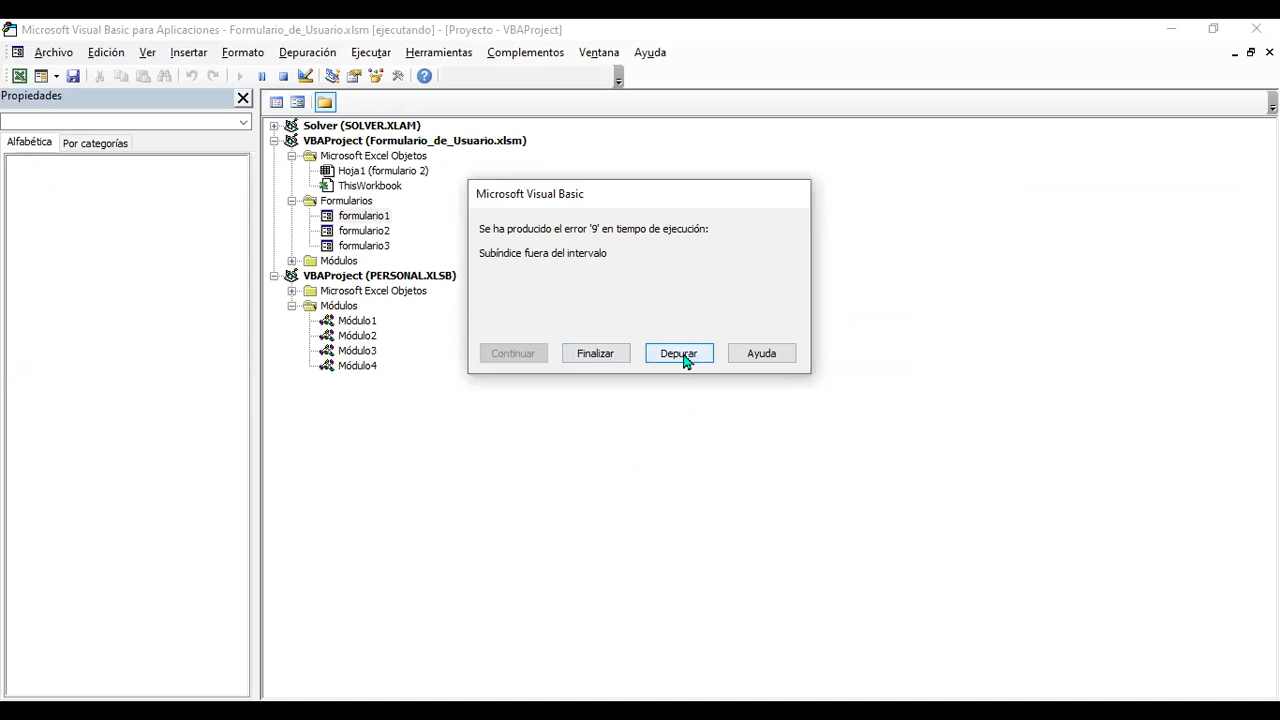 Microsoft Visual Basic para Aplicaciones - Formulario_de_Usuario.xlsm [ejecutando] - [Proyecto - VBAProject]
Archivo Edición Ver Insertar Formato Depuración Ejecutar Herramientas Complementos Ventana Ayuda
Propiedades
Alfabética Por categorías
Solver (SOLVER.XLAM)
VBAProject (Formulario_de_Usuario.xlsm)
Microsoft Excel Objetos
Hoja1 (formulario 2)
ThisWorkbook
Formularios
formulario1
formulario2
formulario3
Módulos
VBAProject (PERSONAL.XLSB)
Microsoft Excel Objetos
Módulos
Módulo1
Módulo2
Módulo3
Módulo4
Microsoft Visual Basic
Se ha producido el error '9' en tiempo de ejecución:
Subíndice fuera del intervalo
Continuar Finalizar Depurar Ayuda